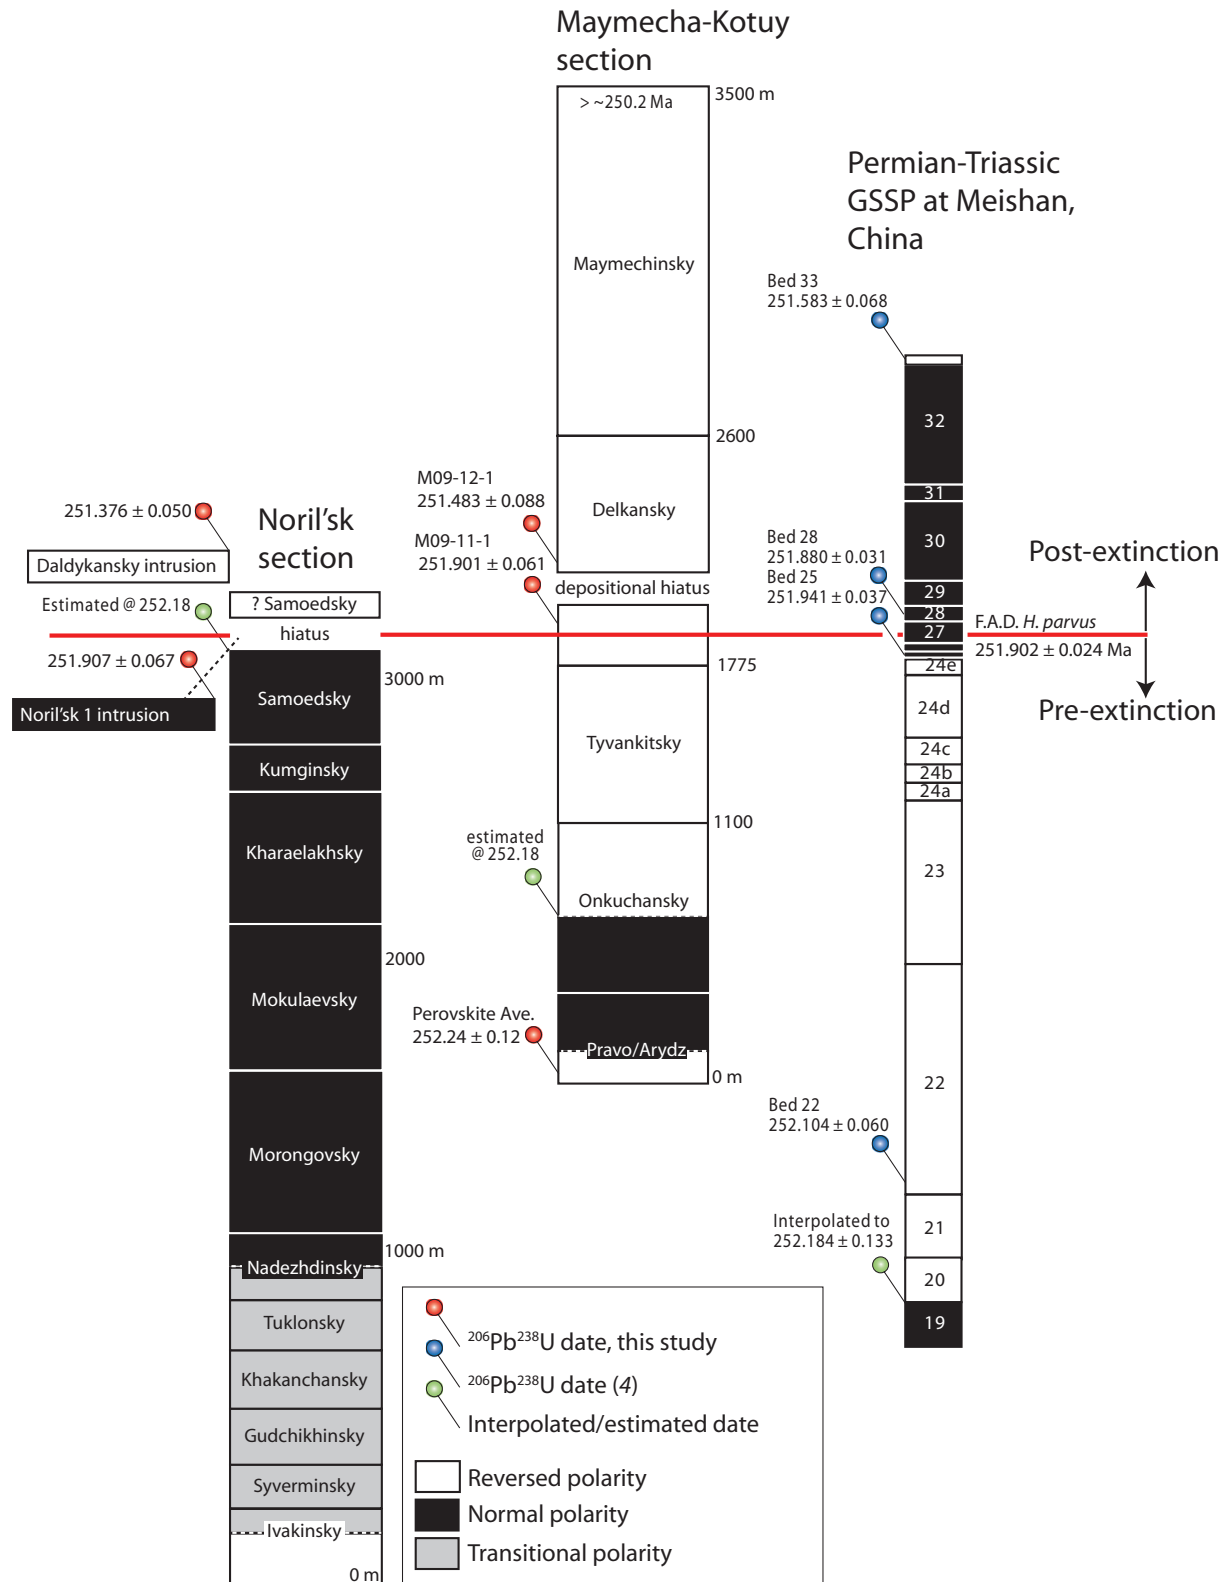 Maymecha-Kotuy
section
> ~250.2 Ma
3500 m
Maymechinsky
2600
M09-12-1
251.483 ± 0.088
Delkansky
M09-11-1
251.901 ± 0.061
depositional hiatus
1775
Tyvankitsky
1100
estimated
@ 252.18
Onkuchansky
Perovskite Ave.
252.24 ± 0.12
Pravo/Arydz
0 m
Permian-Triassic
GSSP at Meishan,
China
Bed 33
251.583 ± 0.068
32
31
30
Bed 28
251.880 ± 0.031
Bed 25
251.941 ± 0.037
29
28
27
24e
24d
24c
24b
24a
23
22
Bed 22
252.104 ± 0.060
21
Interpolated to
252.184 ± 0.133
20
19
Post-extinction
F.A.D. H. parvus
251.902 ± 0.024 Ma
Pre-extinction
251.376 ± 0.050
Noril'sk
section
Daldykansky intrusion
Estimated @ 252.18
? Samoedsky
hiatus
251.907 ± 0.067
Noril'sk 1 intrusion
3000 m
Samoedsky
Kumginsky
Kharaelakhsky
2000
Mokulaevsky
Morongovsky
1000 m
Nadezhdinsky
Tuklonsky
Khakanchansky
Gudchikhinsky
Syverminsky
Ivakinsky
0 m
206Pb238U date, this study
206Pb238U date (4)
Interpolated/estimated date
Reversed polarity
Normal polarity
Transitional polarity